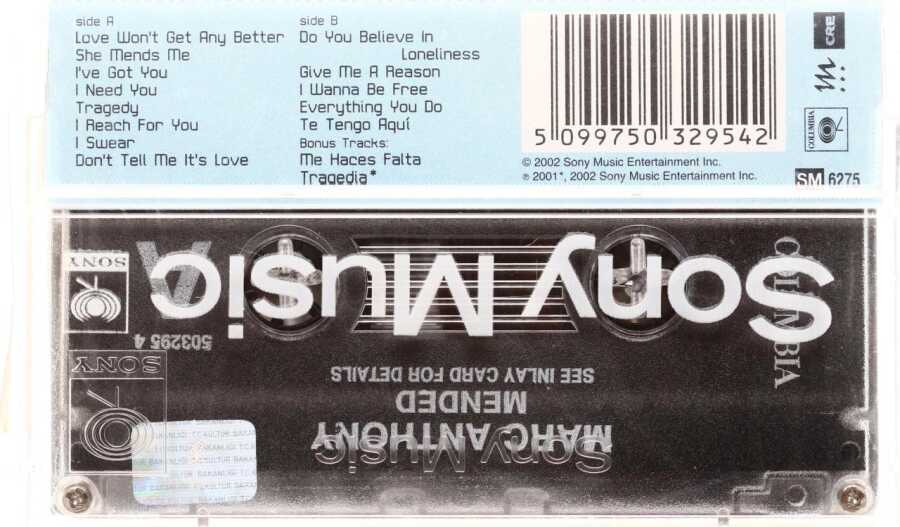 side A
Love Won't Get Any Better
She Mends Me
I've Got You
I Need You
Tragedy
I Reach For You
I Swear
Don't Tell Me It's Love
side B
Do You Believe In
Loneliness
Give Me A Reason
I Wanna Be Free
Everything You Do
Te Tengo Aquí
Bonus Tracks:
Me Haces Falta
Tragedia*
5 099750 329542
© 2002 Sony Music Entertainment Inc.
℗ 2001*, 2002 Sony Music Entertainment Inc.
CRE
COLUMBIA
SM 6275
Sony Music
A
SONY
503295 4
COLUMBIA
SEE INLAY CARD FOR DETAILS
MENDED
MARC ANTHONY
SONY
Sony Music
BAKANLIGI T.C.KULTUR BAKAN